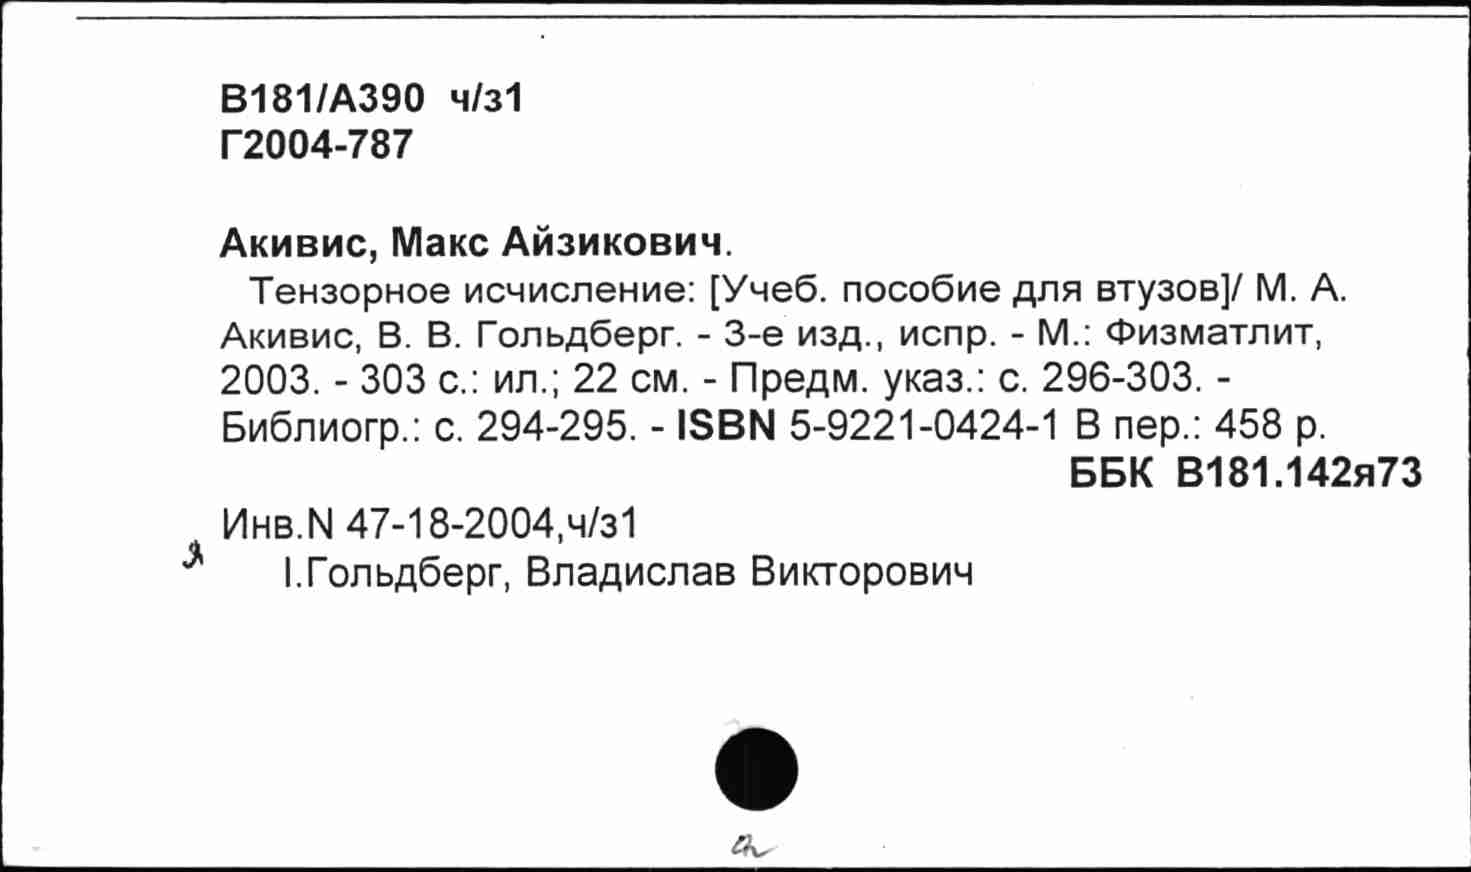 В181/А390 ч/з1
Г2004-787
Акивис, Макс Айзикович.
Тензорное исчисление: [Учеб. пособие для втузов]/ М. А.
Акивис, В. В. Гольдберг. - 3-е изд., испр. - М.: Физматлит,
2003. - 303 с.: ил.; 22 см. - Предм. указ.: с. 296-303. -
Библиогр.: с. 294-295. - ISBN 5-9221-0424-1 В пер.: 458 р.
ББК В181.142я73
Инв.N 47-18-2004,ч/з1
I.Гольдберг, Владислав Викторович